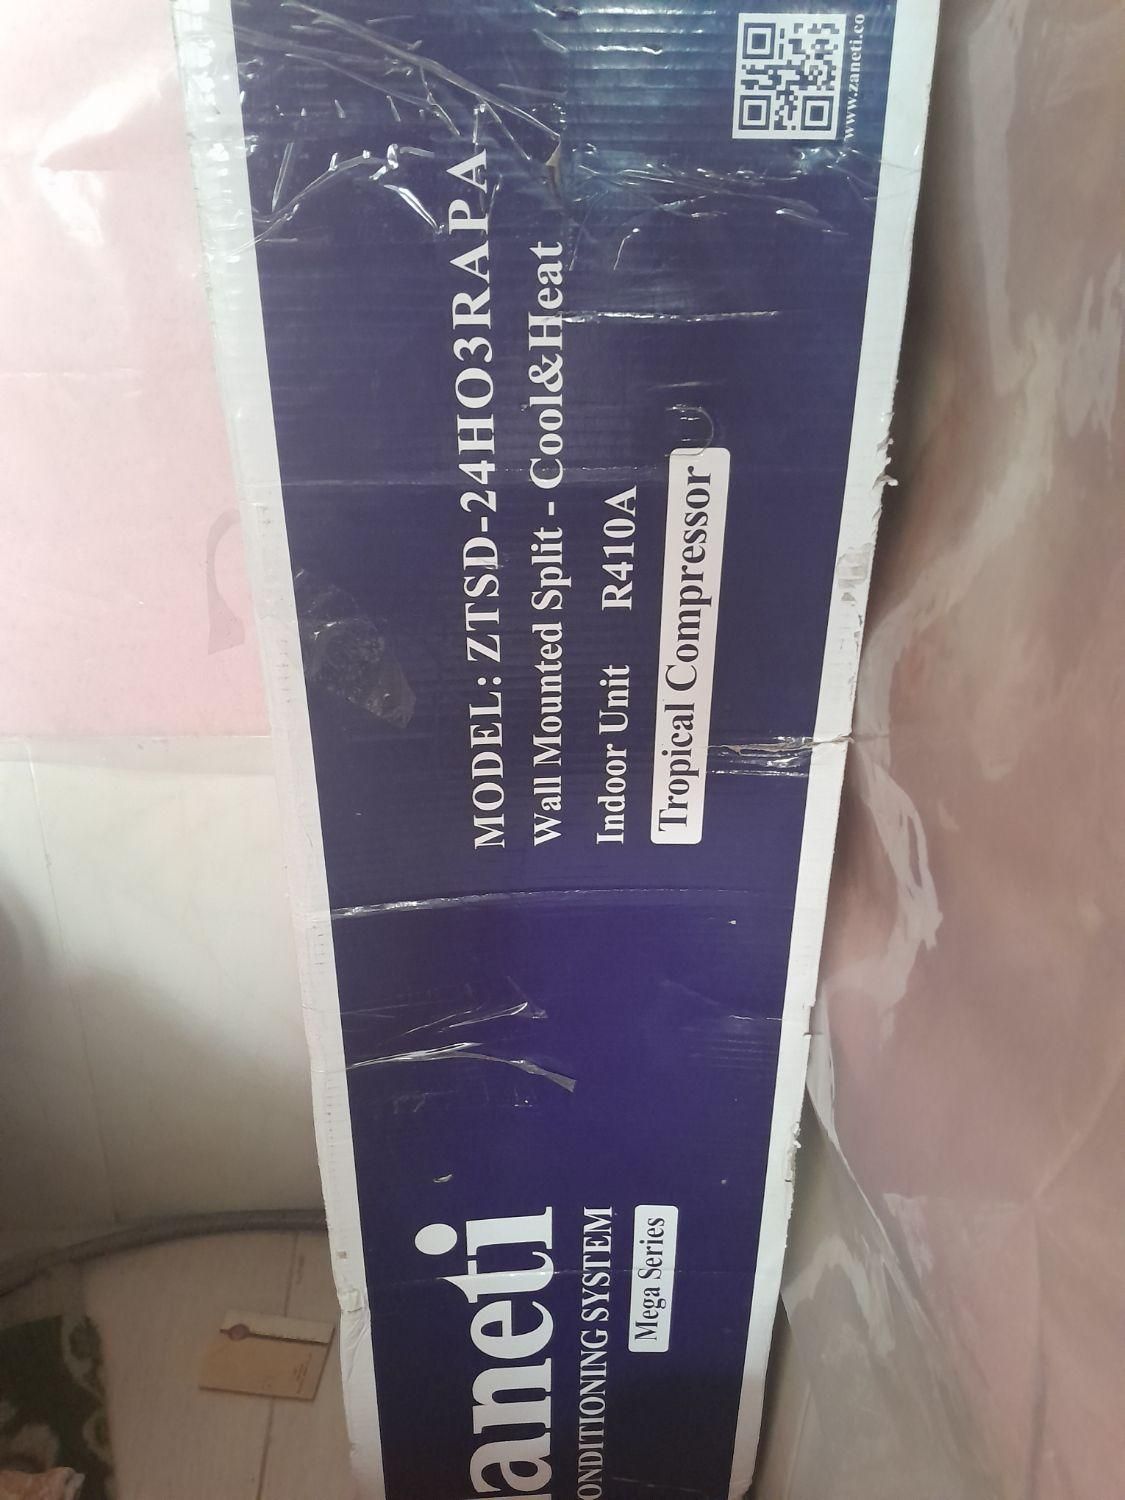 aneti
ONDITIONING SYSTEM
Mega Series
MODEL: ZTSD-24HO3RAPA
Wall Mounted Split - Cool&Heat
Indoor Unit R410A
Tropical Compressor
www.zaneti.co